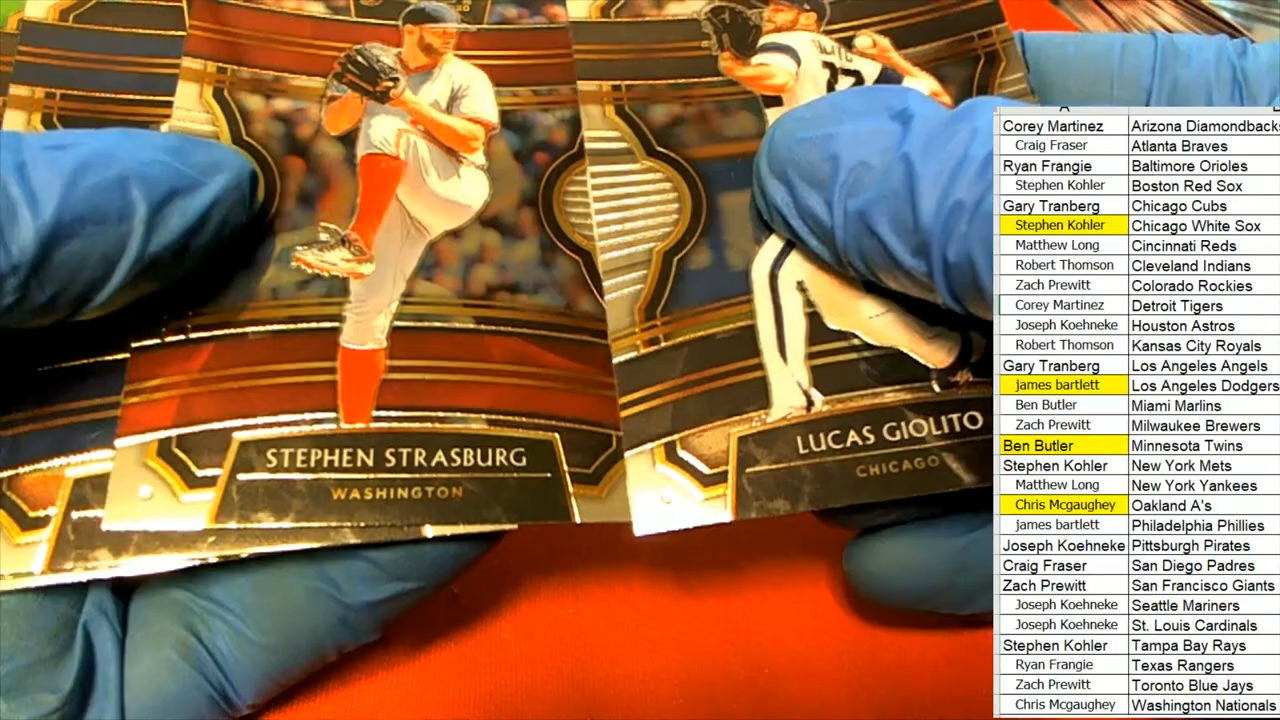 STEPHEN STRASBURG
WASHINGTON
LUCAS GIOLITO
CHICAGO
Corey Martinez Arizona Diamondback
Craig Fraser Atlanta Braves
Ryan Frangie Baltimore Orioles
Stephen Kohler Boston Red Sox
Gary Tranberg Chicago Cubs
Stephen Kohler Chicago White Sox
Matthew Long Cincinnati Reds
Robert Thomson Cleveland Indians
Zach Prewitt Colorado Rockies
Corey Martinez Detroit Tigers
Joseph Koehneke Houston Astros
Robert Thomson Kansas City Royals
Gary Tranberg Los Angeles Angels
james bartlett Los Angeles Dodgers
Ben Butler Miami Marlins
Zach Prewitt Milwaukee Brewers
Ben Butler Minnesota Twins
Stephen Kohler New York Mets
Matthew Long New York Yankees
Chris Mcgaughey Oakland A's
james bartlett Philadelphia Phillies
Joseph Koehneke Pittsburgh Pirates
Craig Fraser San Diego Padres
Zach Prewitt San Francisco Giants
Joseph Koehneke Seattle Mariners
Joseph Koehneke St. Louis Cardinals
Stephen Kohler Tampa Bay Rays
Ryan Frangie Texas Rangers
Zach Prewitt Toronto Blue Jays
Chris Mcgaughey Washington Nationals